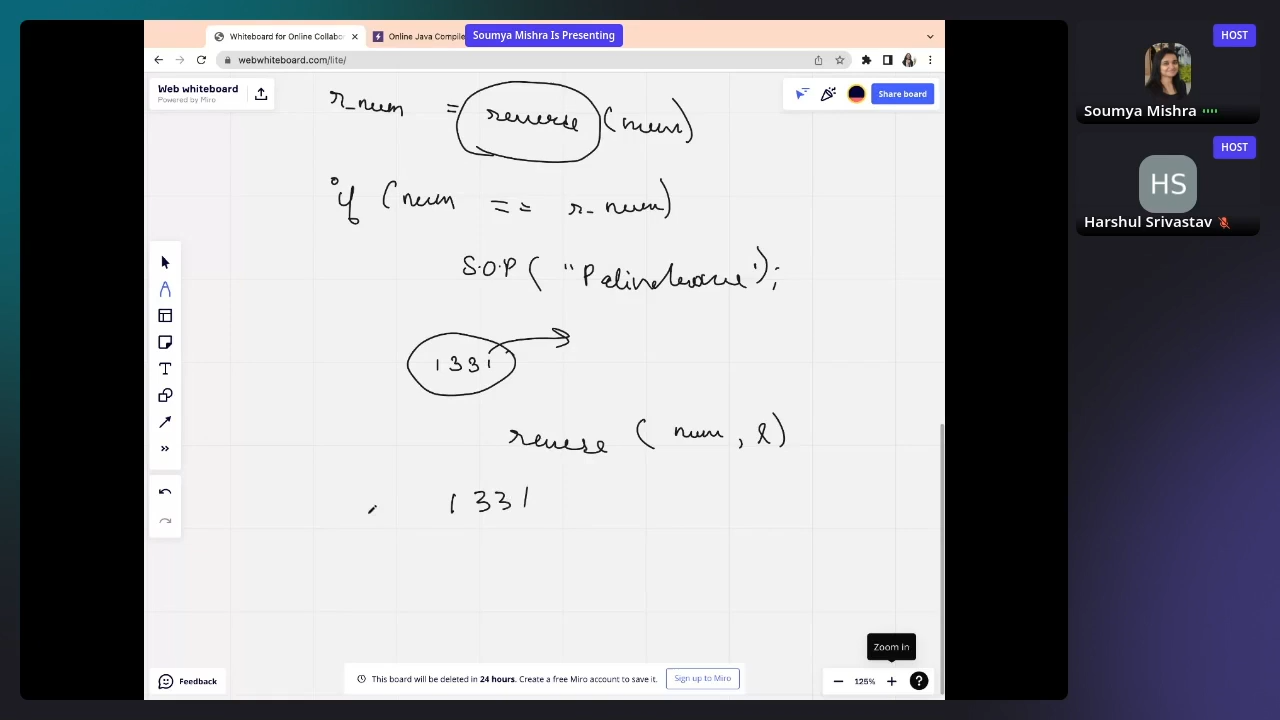 Whiteboard for Online Collabo
Online Java Compile
Soumya Mishra Is Presenting
webwhiteboard.com/lite/
Web whiteboard
Powered by Miro
Share board
r_num = reverse (num)
if (num == r_num)
S.O.P ( "Palindrome");
1331
reverse ( num, l)
1331
Zoom in
Feedback
This board will be deleted in 24 hours. Create a free Miro account to save it.
Sign up to Miro
125%
HOST
Soumya Mishra
HOST
HS
Harshul Srivastav